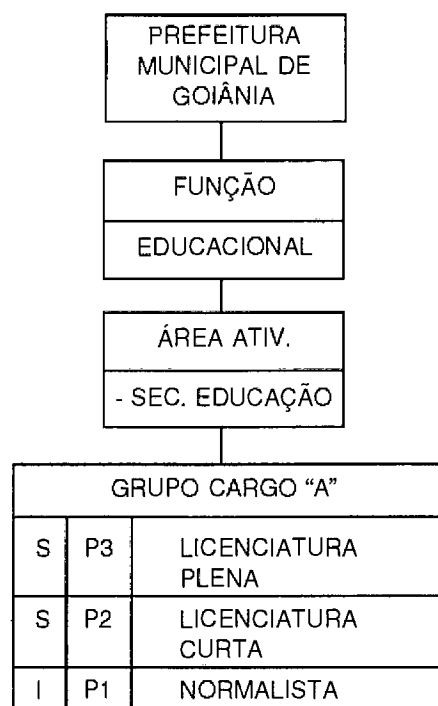 PREFEITURA
MUNICIPAL DE
GOIÂNIA
FUNÇÃO
EDUCACIONAL
ÁREA ATIV.
- SEC. EDUCAÇÃO
GRUPO CARGO “A”
S P3 LICENCIATURA
PLENA
S P2 LICENCIATURA
CURTA
I P1 NORMALISTA